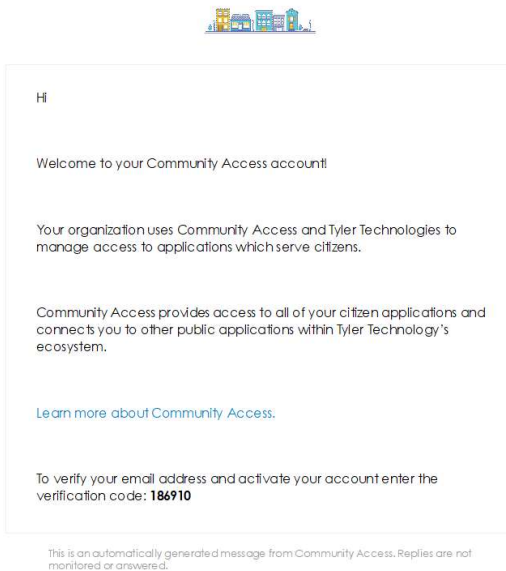 Hi
Welcome to your Community Access account!
Your organization uses Community Access and Tyler Technologies to
manage access to applications which serve citizens.
Community Access provides access to all of your citizen applications and
connects you to other public applications within Tyler Technology's
ecosystem.
Learn more about Community Access.
To verify your email address and activate your account enter the
verification code: 186910
This is an automatically generated message from Community Access. Replies are not
monitored or answered.